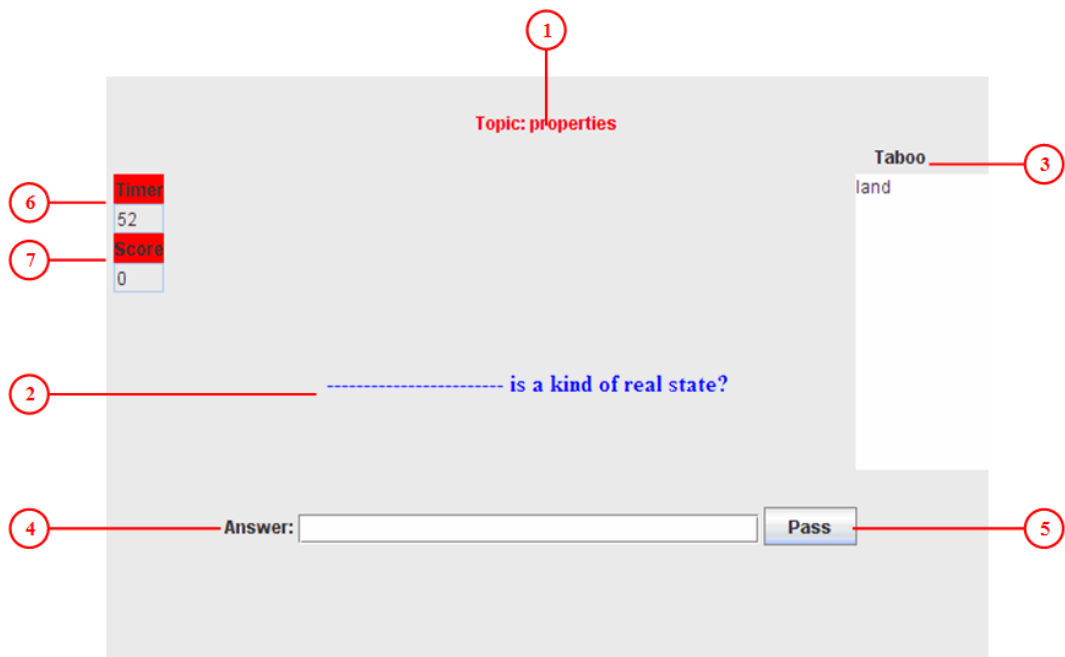 1
Topic: properties
Taboo
3
land
6
Timer
52
Score
7
0
2
------------------------ is a kind of real state?
4
Answer:
Pass
5